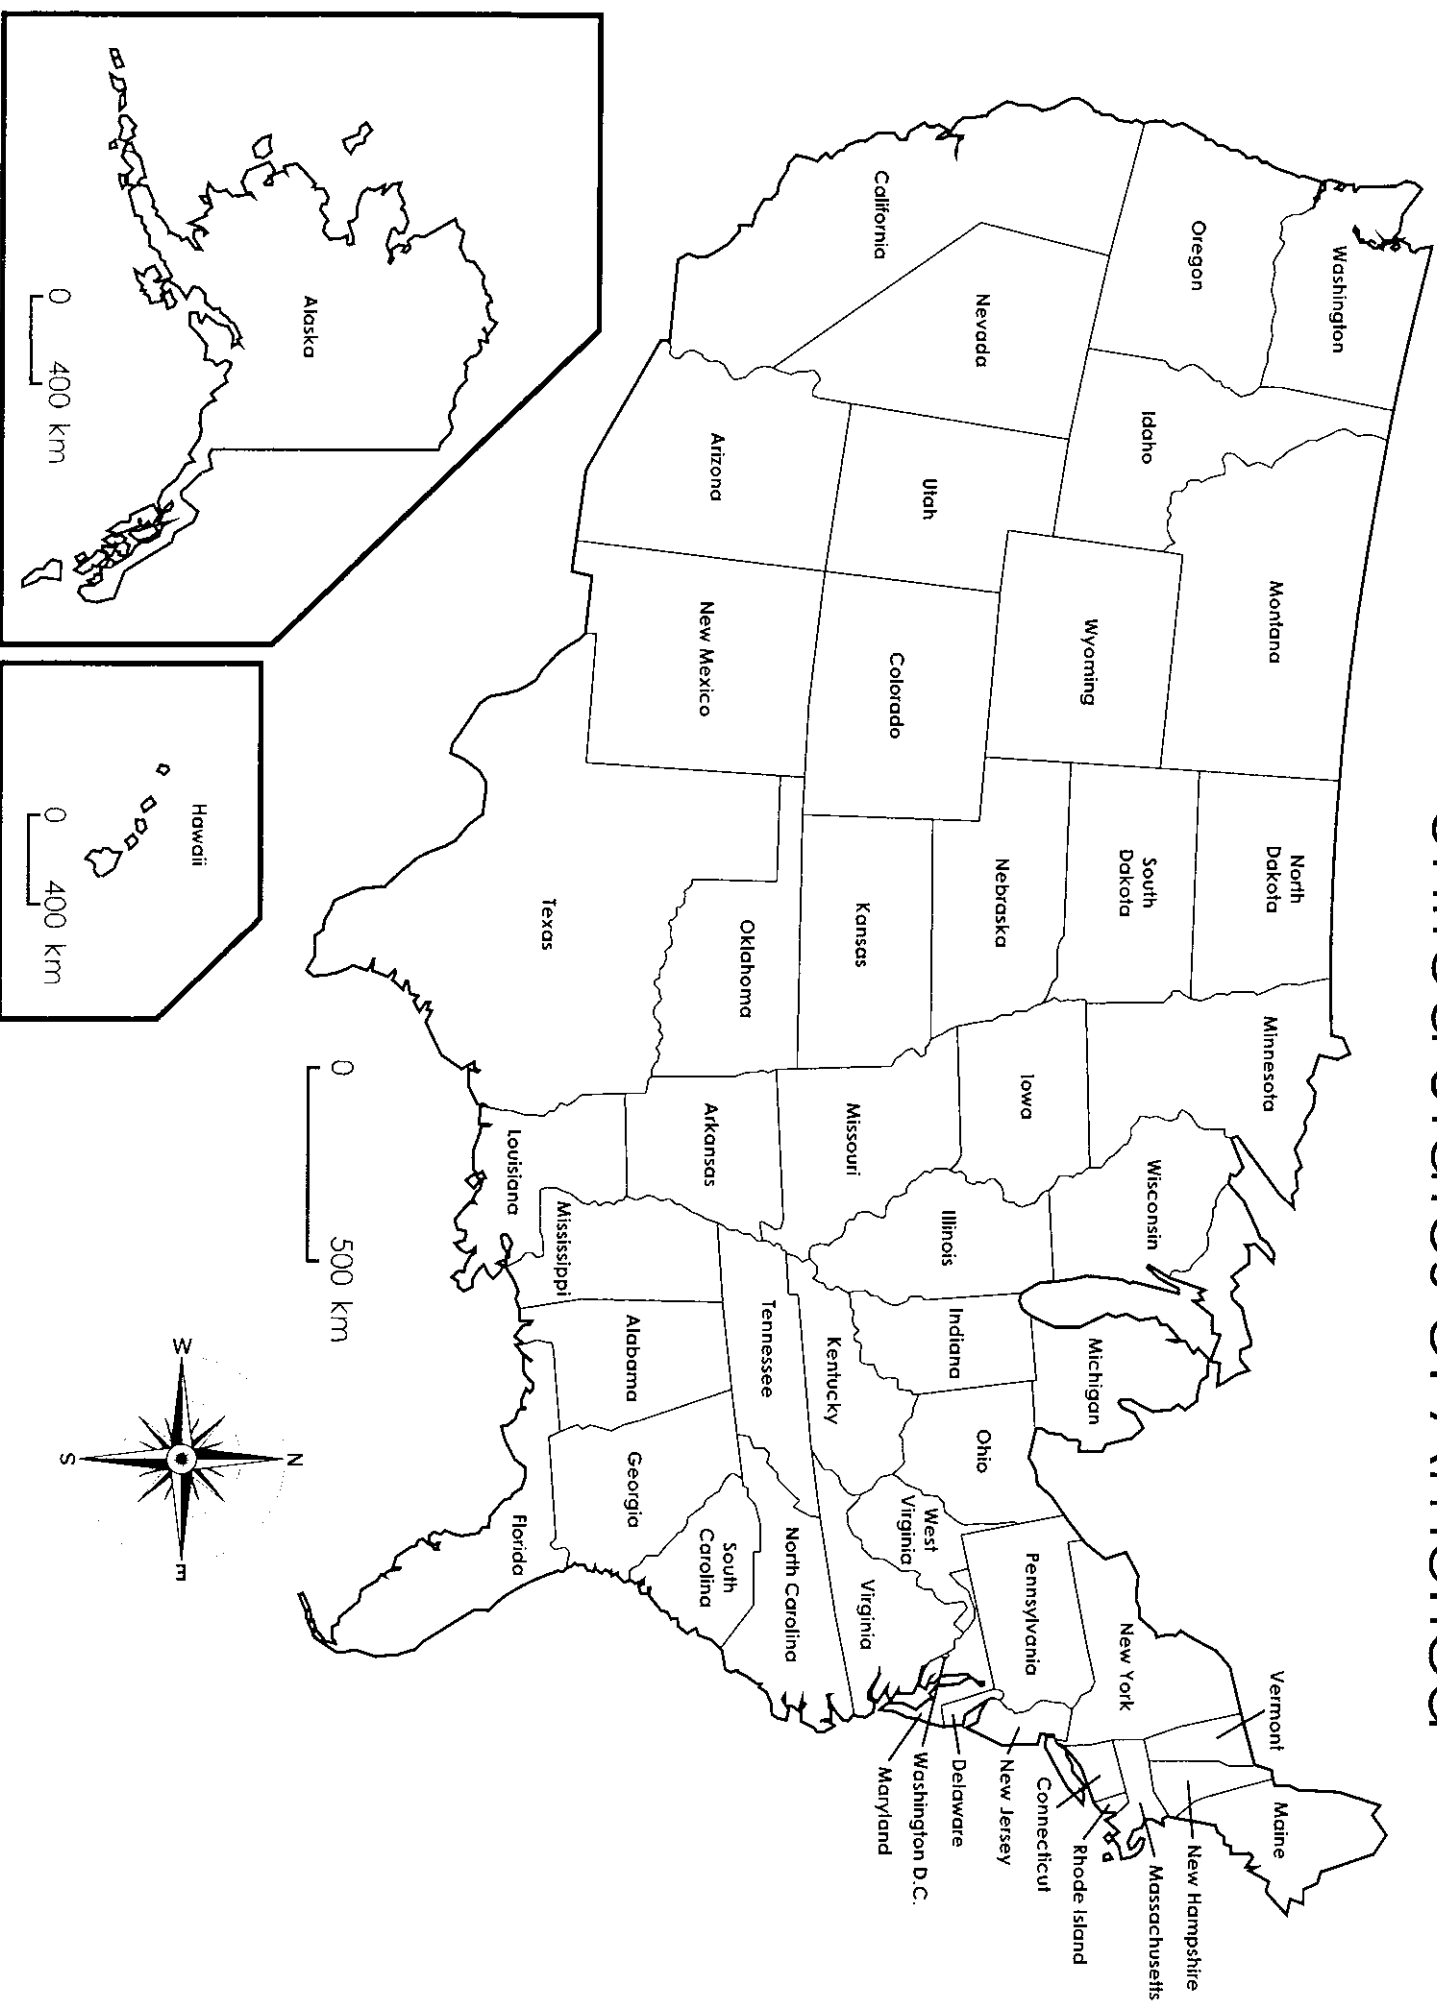 United States of America
Washington
Oregon
California
Nevada
Idaho
Montana
Wyoming
Utah
Arizona
Colorado
New Mexico
North
Dakota
South
Dakota
Nebraska
Kansas
Oklahoma
Texas
Minnesota
Iowa
Missouri
Arkansas
Louisiana
Wisconsin
Illinois
Mississippi
Michigan
Indiana
Kentucky
Tennessee
Alabama
Ohio
West
Virginia
Virginia
North Carolina
South
Carolina
Georgia
Florida
Pennsylvania
New York
Vermont
Maine
New Hampshire
Massachusetts
Rhode Island
Connecticut
New Jersey
Delaware
Washington D.C.
Maryland
Alaska
0 400 km
Hawaii
0 400 km
0 500 km
N
W
E
S